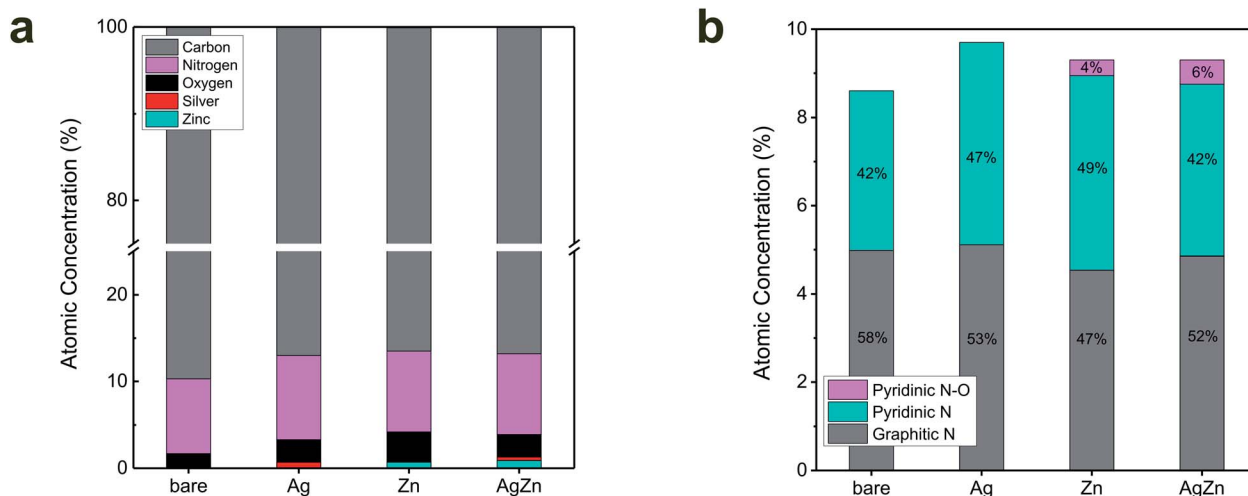 a
Atomic Concentration (%)
100
80
20
10
0
Carbon
Nitrogen
Oxygen
Silver
Zinc
bare
Ag
Zn
AgZn
b
Atomic Concentration (%)
10
8
6
4
2
0
42%
58%
47%
53%
4%
49%
47%
6%
42%
52%
Pyridinic N-O
Pyridinic N
Graphitic N
bare
Ag
Zn
AgZn